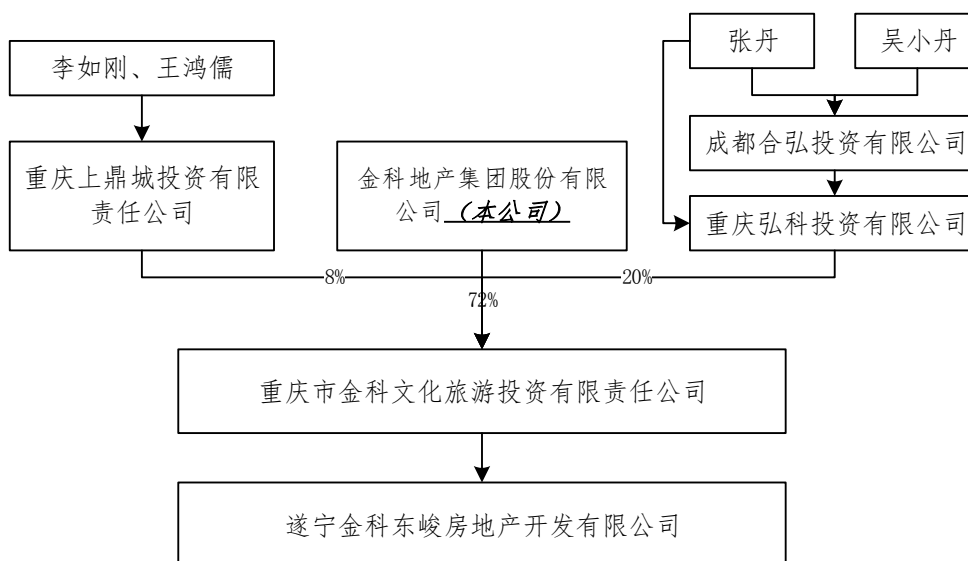 李如刚、王鸿儒
张丹
吴小丹
重庆上鼎城投资有限
责任公司
金科地产集团股份有限
公司（本公司）
成都合弘投资有限公司
重庆弘科投资有限公司
8%
72%
20%
重庆市金科文化旅游投资有限责任公司
遂宁金科东峻房地产开发有限公司